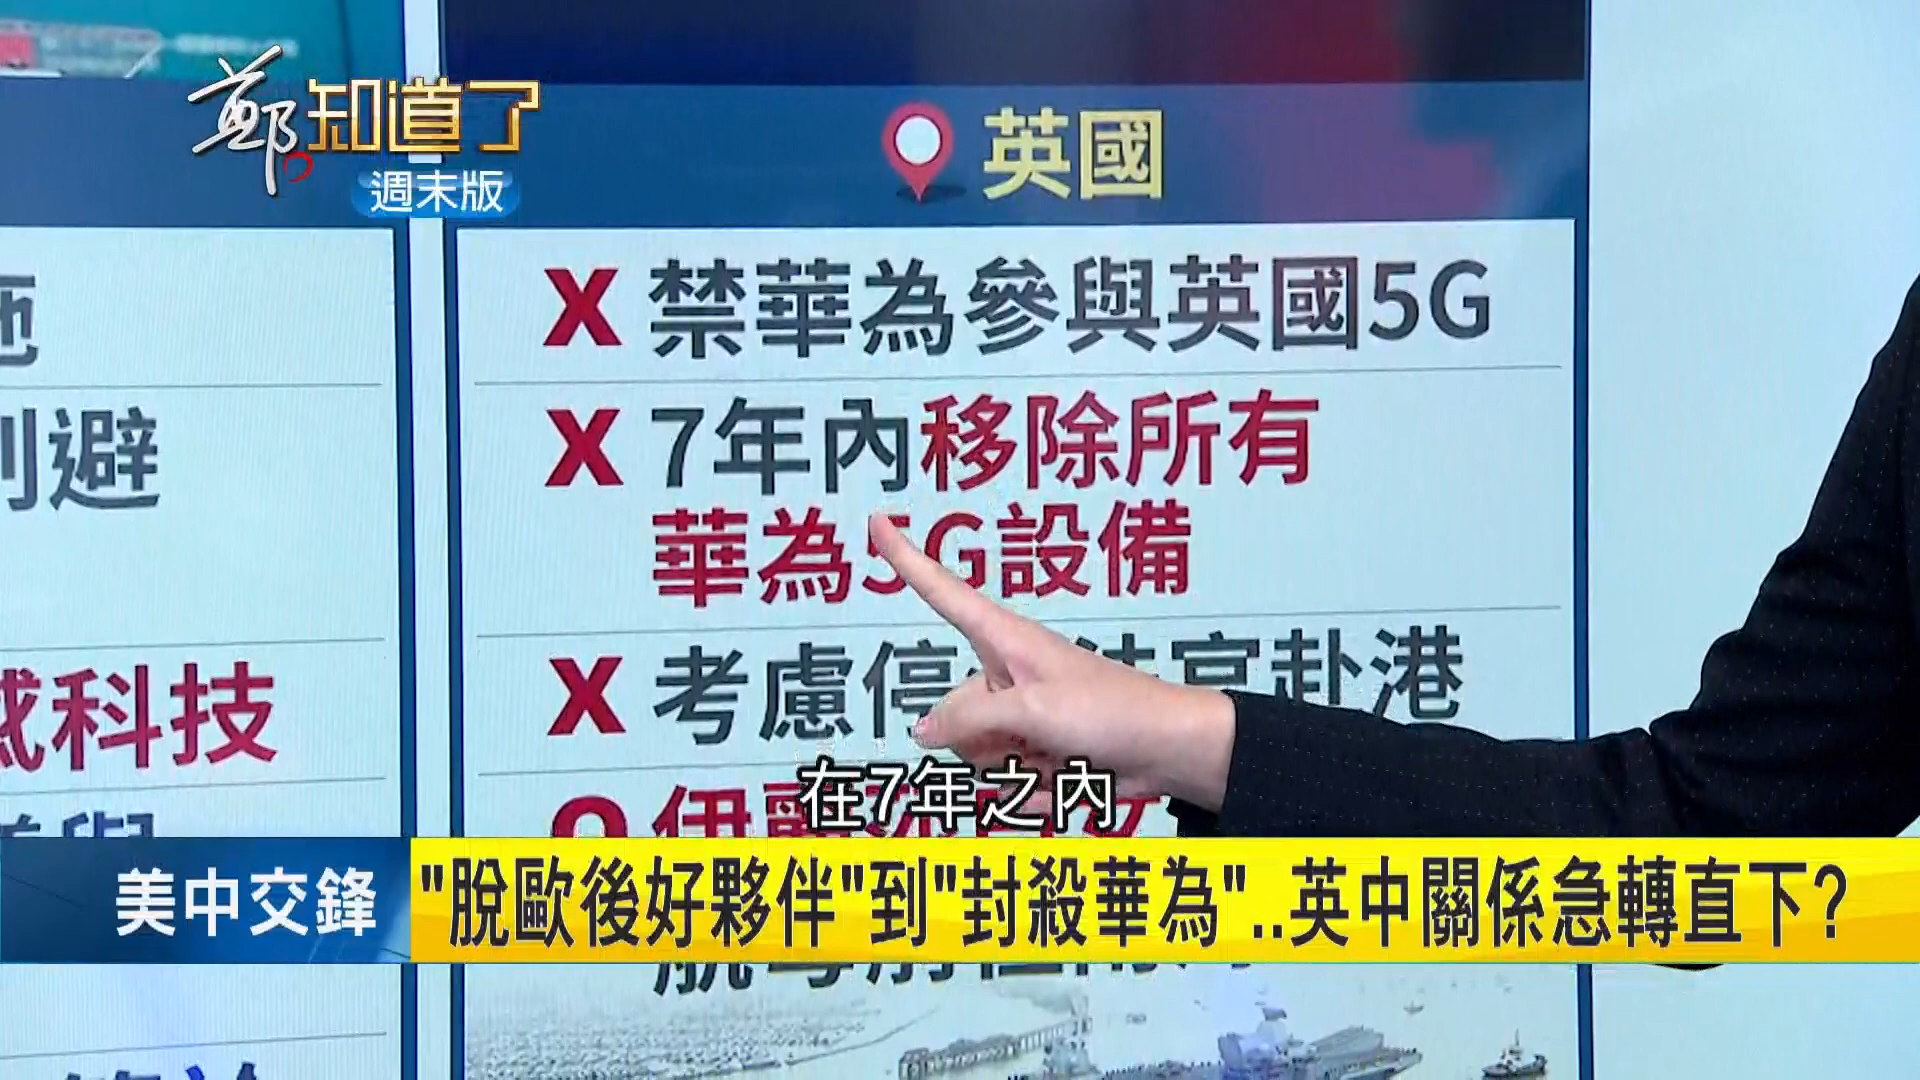 鄭知道了
週末版
英國
X 禁華為參與英國5G
X 7年內移除所有
華為5G設備
X 考慮停 法官赴港
避
感科技
在7年之內
美中交鋒
"脫歐後好夥伴"到"封殺華為"..英中關係急轉直下?